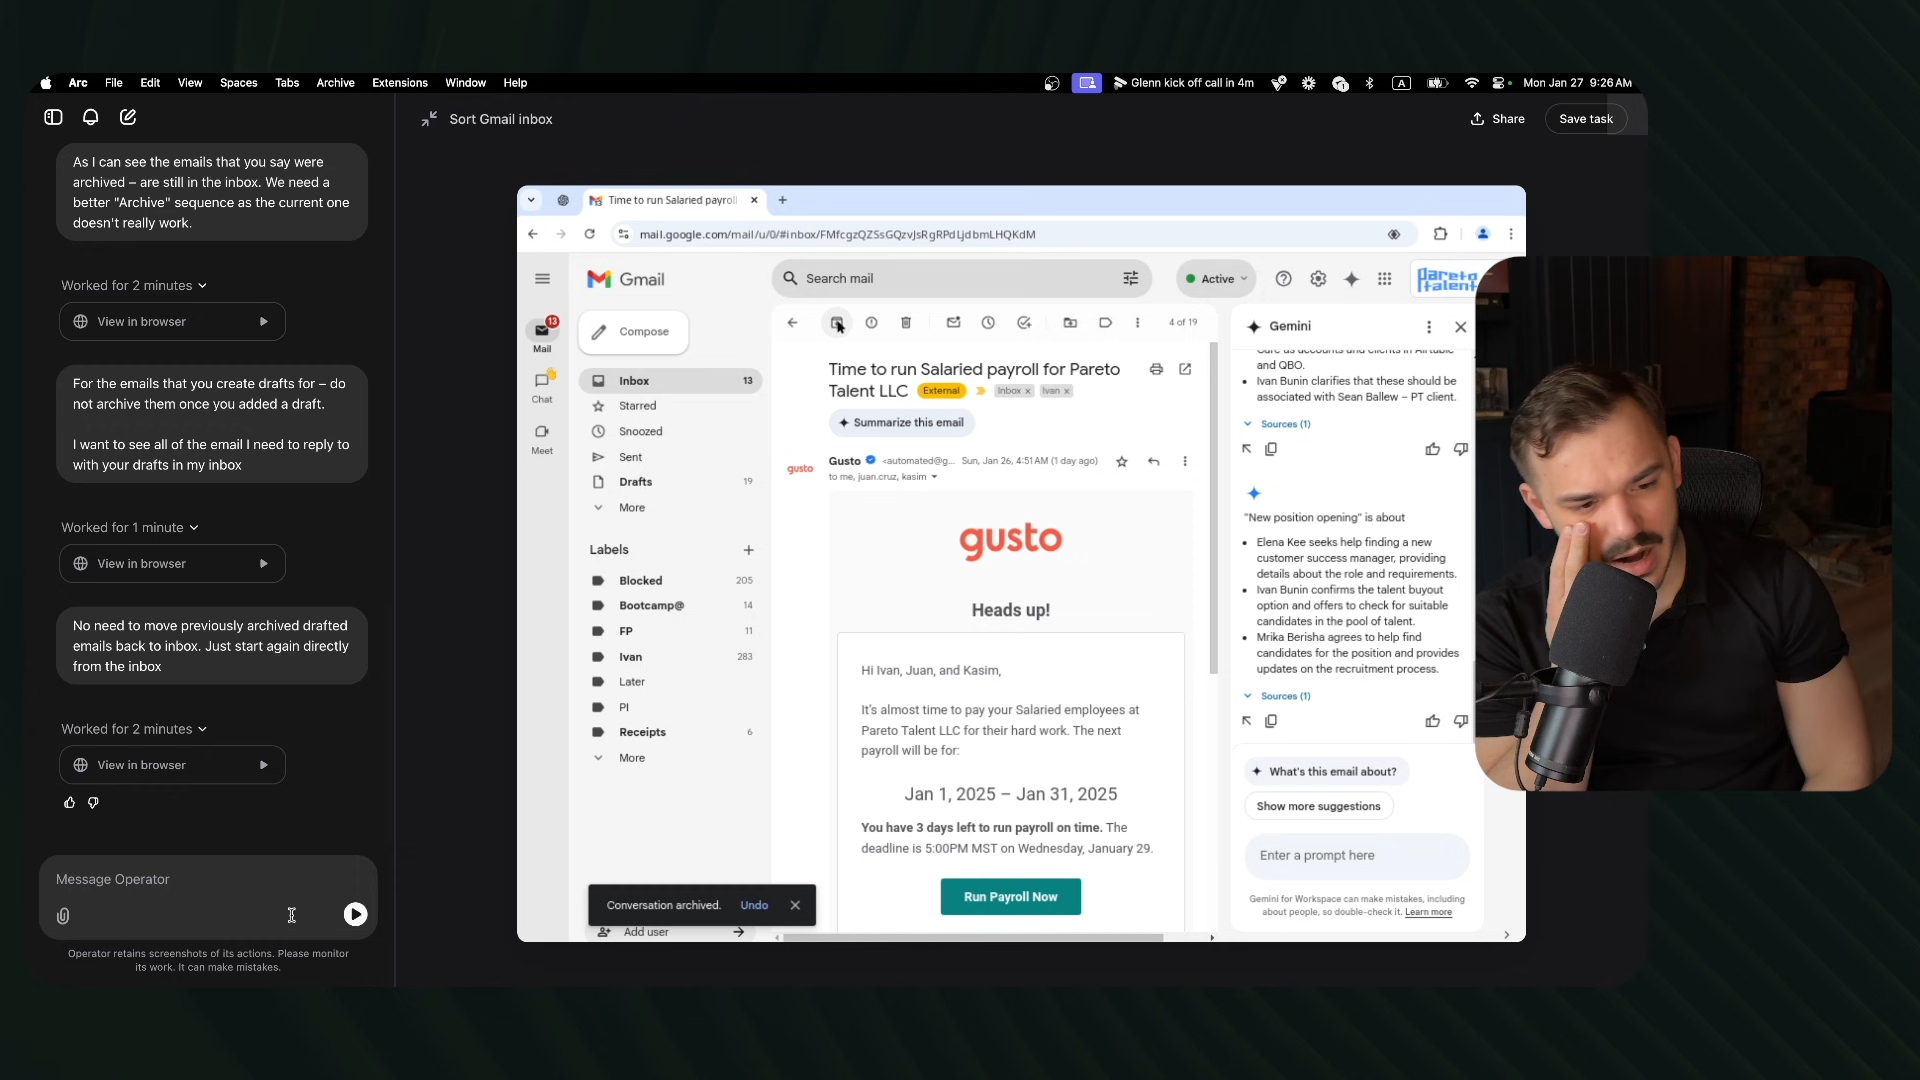 Arc File Edit View Spaces Tabs Archive Extensions Window Help
Glenn kick off call in 4m
A
Mon Jan 27 9:26 AM
Sort Gmail inbox
Share
Save task
As I can see the emails that you say were
archived – are still in the inbox. We need a
better "Archive" sequence as the current one
doesn't really work.
Worked for 2 minutes
View in browser
For the emails that you create drafts for – do
not archive them once you added a draft.
I want to see all of the email I need to reply to
with your drafts in my inbox
Worked for 1 minute
View in browser
No need to move previously archived drafted
emails back to inbox. Just start again directly
from the inbox
Worked for 2 minutes
View in browser
Message Operator
Operator retains screenshots of its actions. Please monitor
its work. It can make mistakes.
Time to run Salaried payroll
mail.google.com/mail/u/0/#inbox/FMfcgzQZSsGQzvJsRgRPdLjdbmLHQKdM
13
Mail
Chat
Meet
Gmail
Compose
Inbox 13
Starred
Snoozed
Sent
Drafts 19
More
Labels
Blocked 205
Bootcamp@ 14
FP 11
Ivan 283
Later
PI
Receipts 6
More
Conversation archived. Undo
Add user
Search mail
Active
Pareto
talent
4 of 19
Time to run Salaried payroll for Pareto
Talent LLC External Inbox x Ivan x
Summarize this email
gusto
Gusto <automated@g... Sun, Jan 26, 4:51 AM (1 day ago)
to me, juan.cruz, kasim
gusto
Heads up!
Hi Ivan, Juan, and Kasim,
It's almost time to pay your Salaried employees at
Pareto Talent LLC for their hard work. The next
payroll will be for:
Jan 1, 2025 – Jan 31, 2025
You have 3 days left to run payroll on time. The
deadline is 5:00PM MST on Wednesday, January 29.
Run Payroll Now
Gemini
Care as accounts and clients in Airtable
and QBO.
Ivan Bunin clarifies that these should be
associated with Sean Ballew – PT client.
Sources (1)
"New position opening" is about
Elena Kee seeks help finding a new
customer success manager, providing
details about the role and requirements.
Ivan Bunin confirms the talent buyout
option and offers to check for suitable
candidates in the pool of talent.
Mrika Berisha agrees to help find
candidates for the position and provides
updates on the recruitment process.
Sources (1)
What's this email about?
Show more suggestions
Enter a prompt here
Gemini for Workspace can make mistakes, including
about people, so double-check it. Learn more